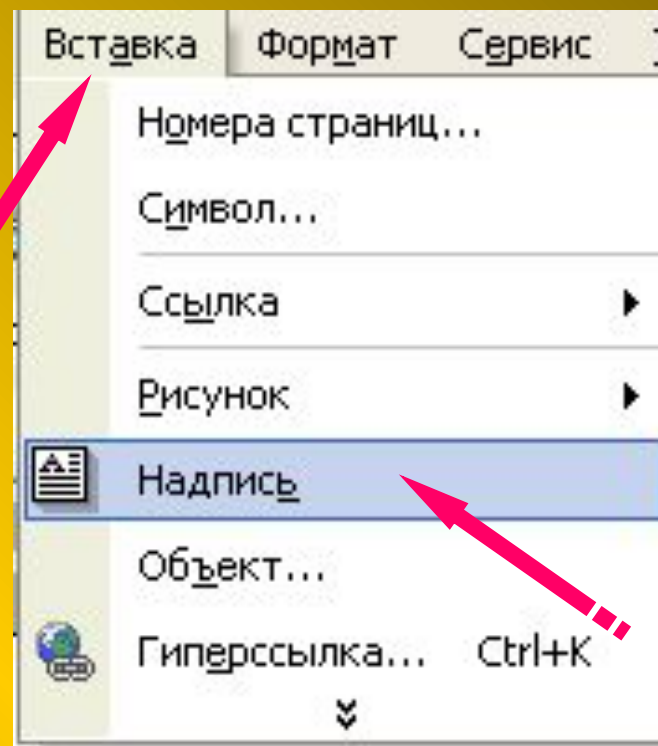 Вставка Формат Сервис
Номера страниц...
Символ...
Ссылка
Рисунок
Надпись
Объект...
Гиперссылка... Ctrl+K